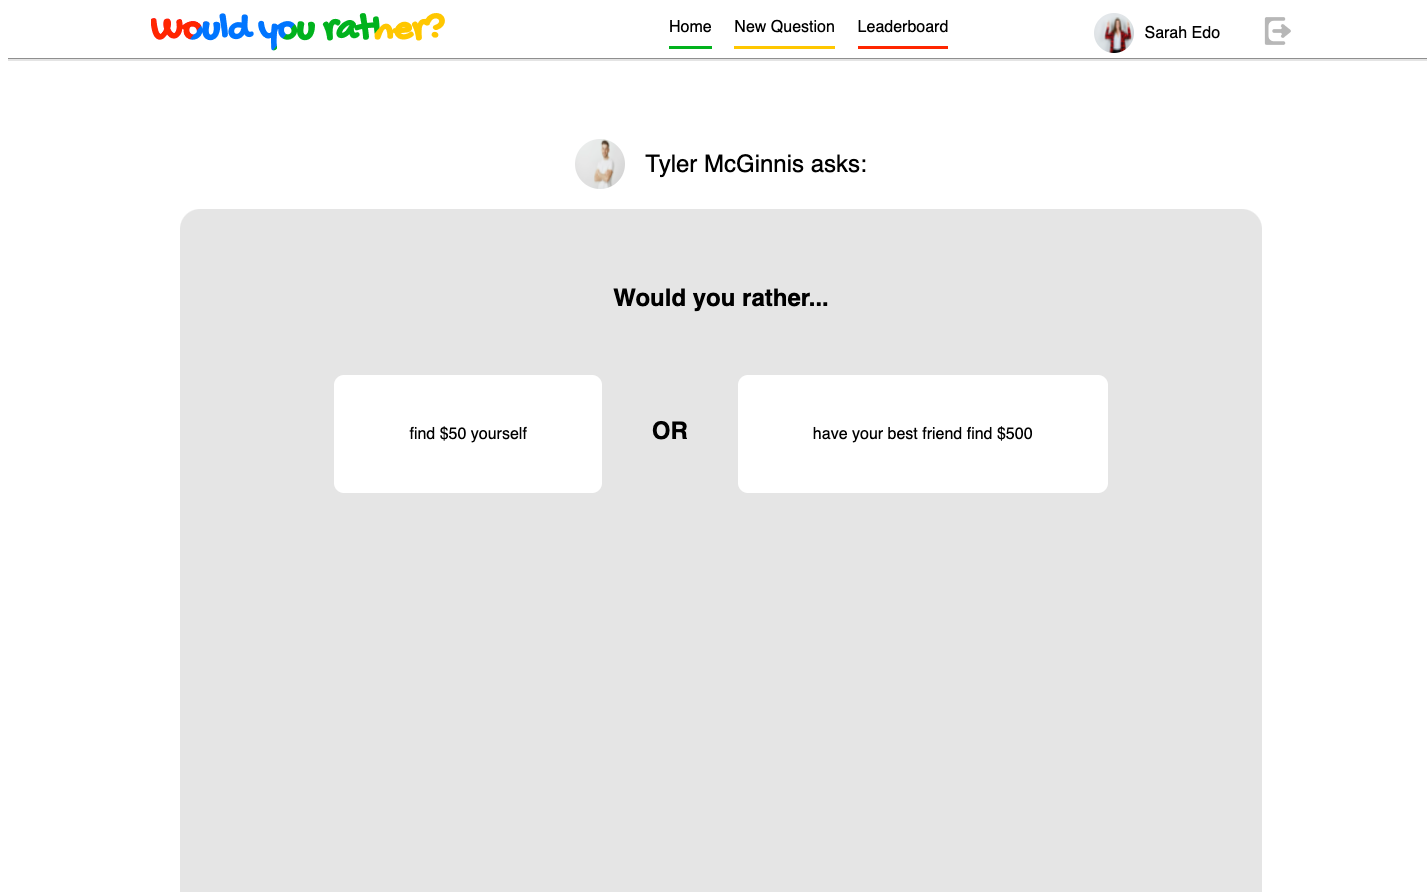 would you rather?
Home New Question Leaderboard
Sarah Edo
Tyler McGinnis asks:
Would you rather...
find $50 yourself
OR
have your best friend find $500